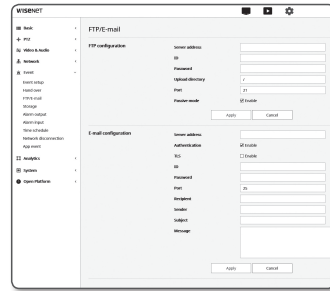 WISENET
Basic
PTZ
Video & Audio
Network
Event
Event setup
Hand over
FTP/E-mail
Storage
Alarm output
Alarm input
Time schedule
Network disconnection
App event
Analytics
System
Open Platform
FTP/E-mail
FTP configuration
Server address
ID
Password
Upload directory /
Port 21
Passive mode Enable
Apply Cancel
E-mail configuration
Server address
Authentication Enable
TLS Enable
ID
Password
Port 25
Recipient
Sender
Subject
Message
Apply Cancel